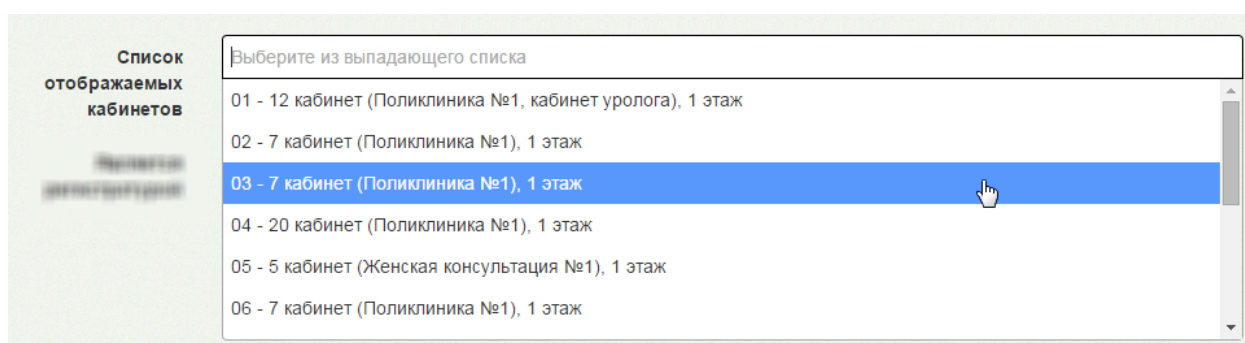 Список
отображаемых
кабинетов
Выберите из выпадающего списка
01 - 12 кабинет (Поликлиника №1, кабинет уролога), 1 этаж
02 - 7 кабинет (Поликлиника №1), 1 этаж
03 - 7 кабинет (Поликлиника №1), 1 этаж
04 - 20 кабинет (Поликлиника №1), 1 этаж
05 - 5 кабинет (Женская консультация №1), 1 этаж
06 - 7 кабинет (Поликлиника №1), 1 этаж